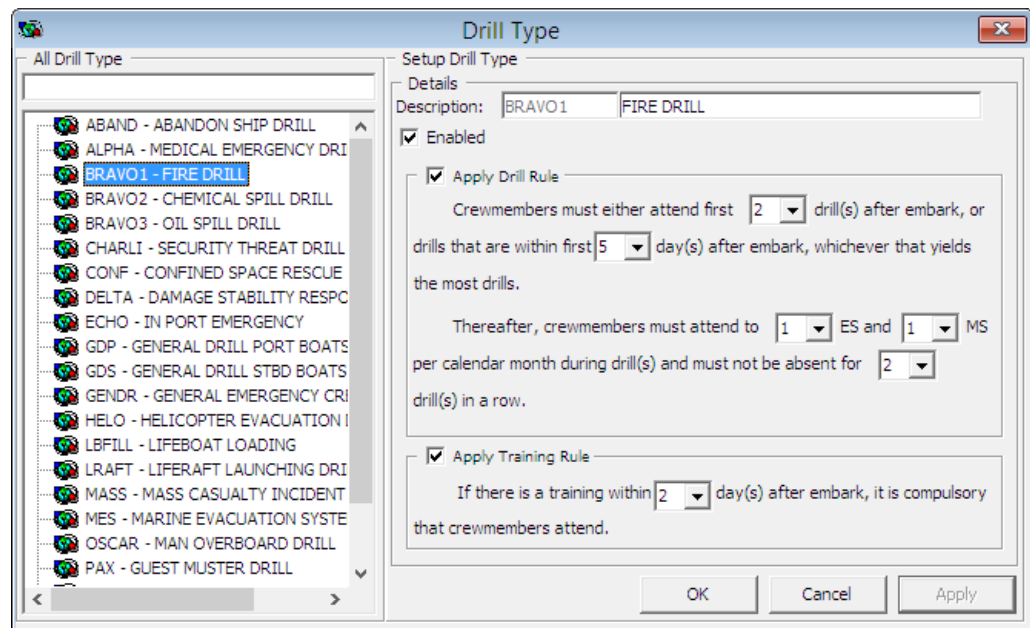 Drill Type
All Drill Type
ABAND - ABANDON SHIP DRILL
ALPHA - MEDICAL EMERGENCY DRI
BRAVO1 - FIRE DRILL
BRAVO2 - CHEMICAL SPILL DRILL
BRAVO3 - OIL SPILL DRILL
CHARLI - SECURITY THREAT DRILL
CONF - CONFINED SPACE RESCUE
DELTA - DAMAGE STABILITY RESPC
ECHO - IN PORT EMERGENCY
GDP - GENERAL DRILL PORT BOATS
GDS - GENERAL DRILL STBD BOATS
GENDR - GENERAL EMERGENCY CRI
HELO - HELICOPTER EVACUATION
LBFILL - LIFEBOAT LOADING
LRAFT - LIFERAFT LAUNCHING DRI
MASS - MASS CASUALTY INCIDENT
MES - MARINE EVACUATION SYSTE
OSCAR - MAN OVERBOARD DRILL
PAX - GUEST MUSTER DRILL
Setup Drill Type
Details
Description: BRAVO1 FIRE DRILL
Enabled
Apply Drill Rule
Crewmembers must either attend first 2 drill(s) after embark, or
drills that are within first 5 day(s) after embark, whichever that yields
the most drills.
Thereafter, crewmembers must attend to 1 ES and 1 MS
per calendar month during drill(s) and must not be absent for 2
drill(s) in a row.
Apply Training Rule
If there is a training within 2 day(s) after embark, it is compulsory
that crewmembers attend.
OK Cancel Apply